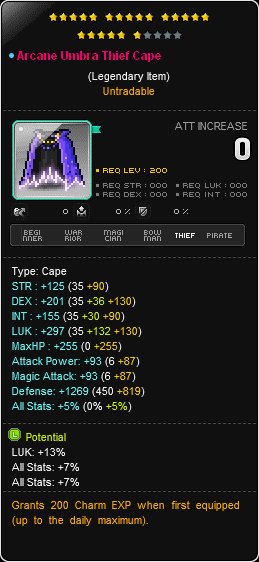 Arcane Umbra Thief Cape
(Legendary Item)
Untradable
ATT INCREASE
0
REQ LEV : 200
REQ STR : 000 REQ LUK : 000
REQ DEX : 000 REQ INT : 000
0 0 % 0 %
BEGINNER WARRIOR MAGICIAN BOWMAN THIEF PIRATE
Type: Cape
STR : +125 (35 +90)
DEX : +201 (35 +36 +130)
INT : +155 (35 +30 +90)
LUK : +297 (35 +132 +130)
MaxHP : +255 (0 +255)
Attack Power: +93 (6 +87)
Magic Attack: +93 (6 +87)
Defense: +1269 (450 +819)
All Stats: +5% (0% +5%)
L Potential
LUK: +13%
All Stats: +7%
All Stats: +7%
Grants 200 Charm EXP when first equipped
(up to the daily maximum).